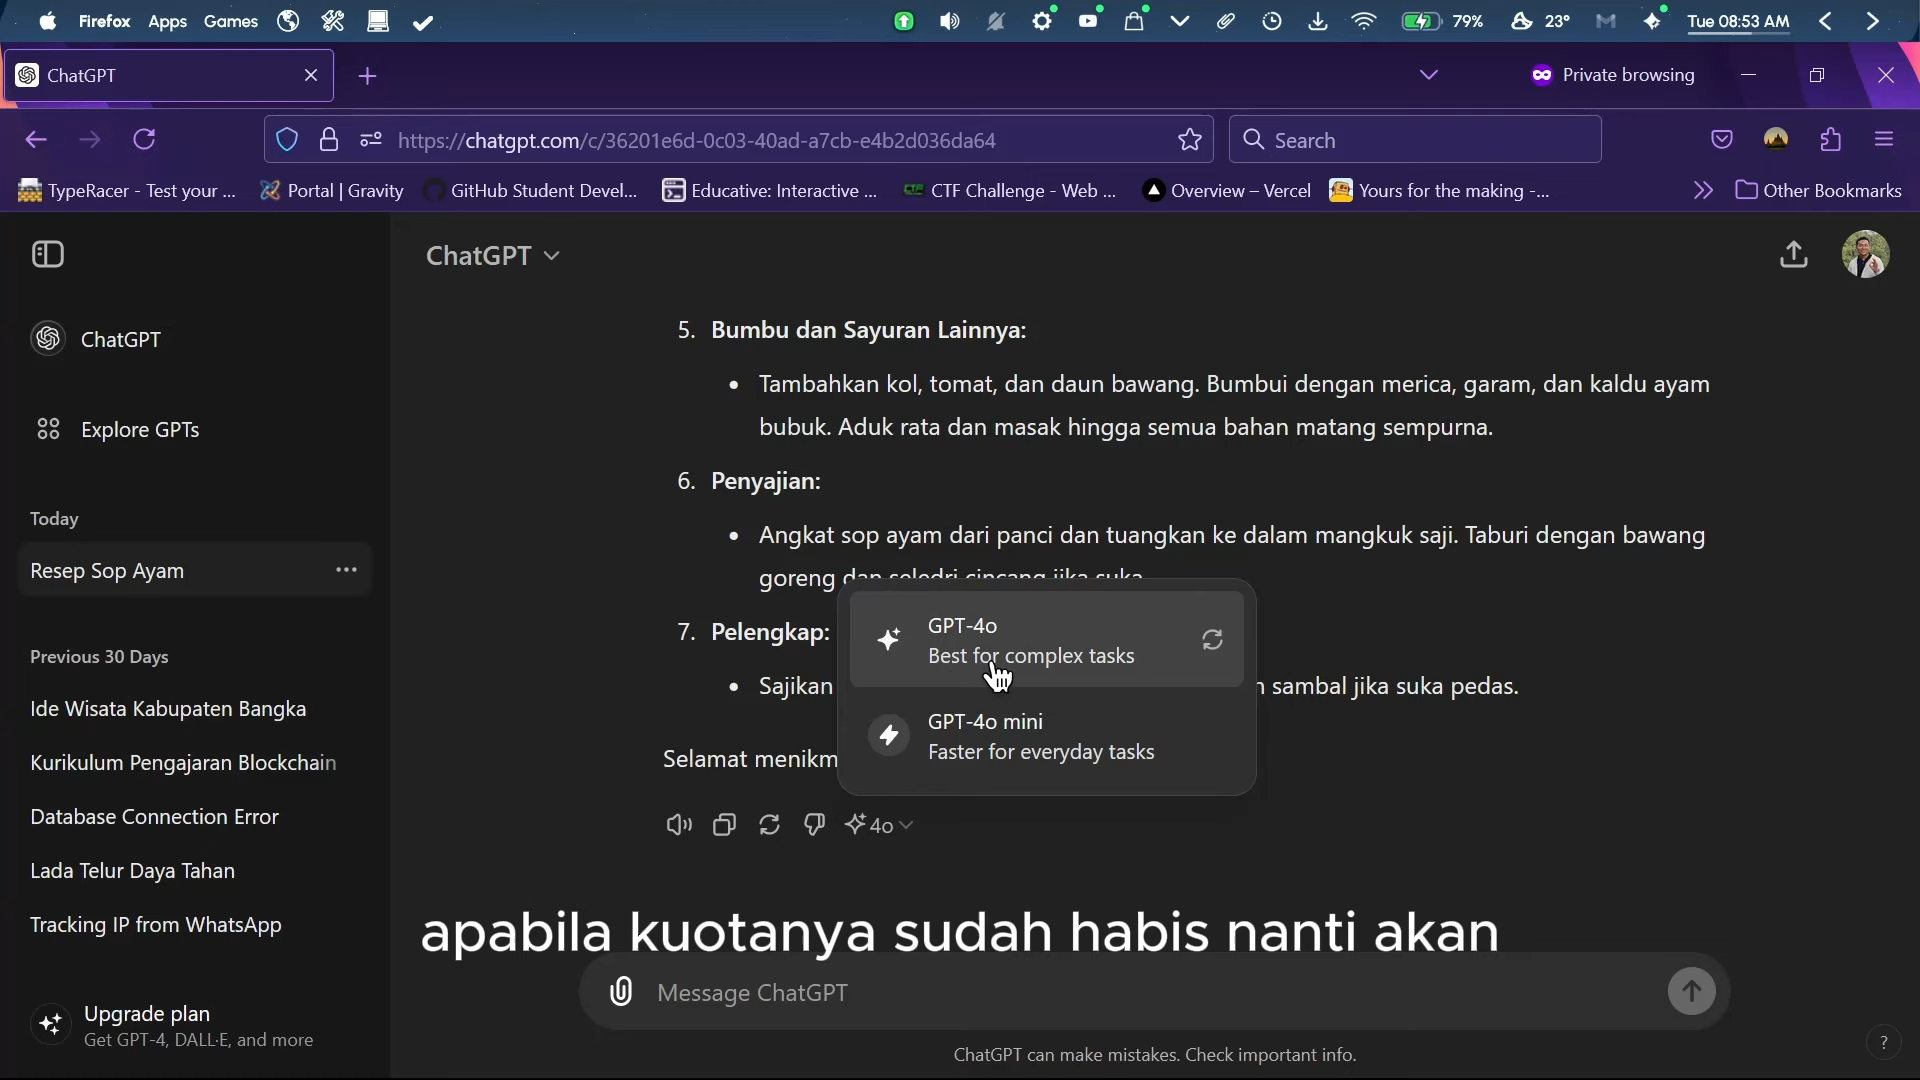 Firefox Apps Games
79% 23° Tue 08:53 AM
ChatGPT
Private browsing
https://chatgpt.com/c/36201e6d-0c03-40ad-a7cb-e4b2d036da64
Search
TypeRacer - Test your ... Portal | Gravity GitHub Student Devel... Educative: Interactive ... CTF Challenge - Web ... Overview – Vercel Yours for the making -... Other Bookmarks
ChatGPT
ChatGPT
Explore GPTs
Today
Resep Sop Ayam
Previous 30 Days
Ide Wisata Kabupaten Bangka
Kurikulum Pengajaran Blockchain
Database Connection Error
Lada Telur Daya Tahan
Tracking IP from WhatsApp
Upgrade plan
Get GPT-4, DALL·E, and more
5. Bumbu dan Sayuran Lainnya:
• Tambahkan kol, tomat, dan daun bawang. Bumbui dengan merica, garam, dan kaldu ayam
bubuk. Aduk rata dan masak hingga semua bahan matang sempurna.
6. Penyajian:
• Angkat sop ayam dari panci dan tuangkan ke dalam mangkuk saji. Taburi dengan bawang
goreng dan seledri cincang jika suka.
7. Pelengkap:
• Sajikan sambal jika suka pedas.
GPT-4o
Best for complex tasks
GPT-4o mini
Faster for everyday tasks
Selamat menikm
4o
apabila kuotanya sudah habis nanti akan
Message ChatGPT
ChatGPT can make mistakes. Check important info.
?